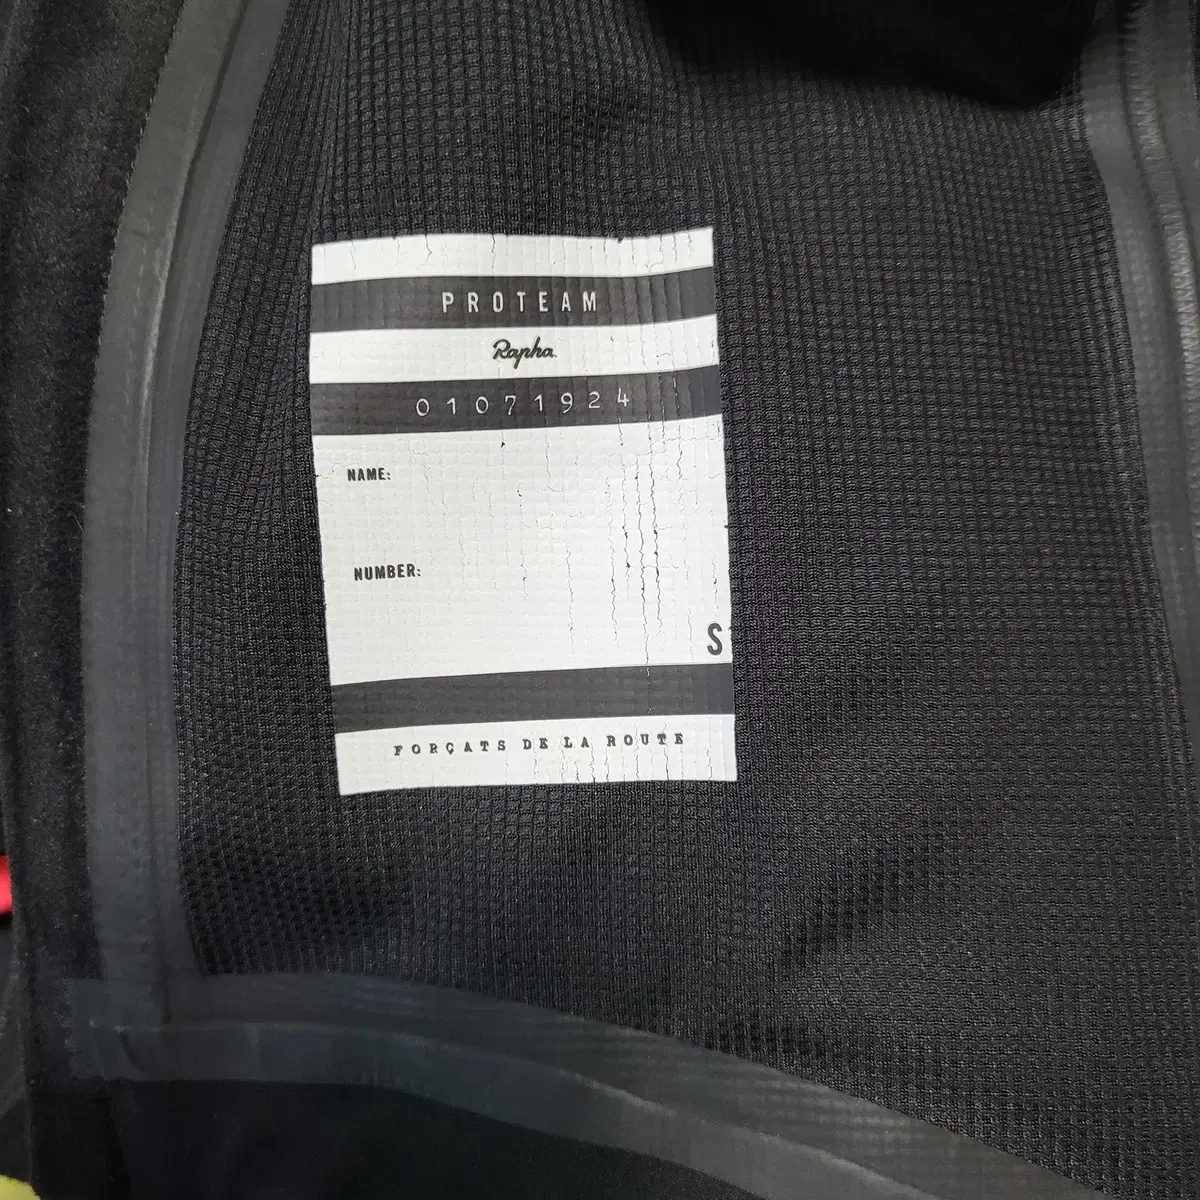 PROTEAM
Rapha
01071924
NAME:
NUMBER:
S
FORÇATS DE LA ROUTE